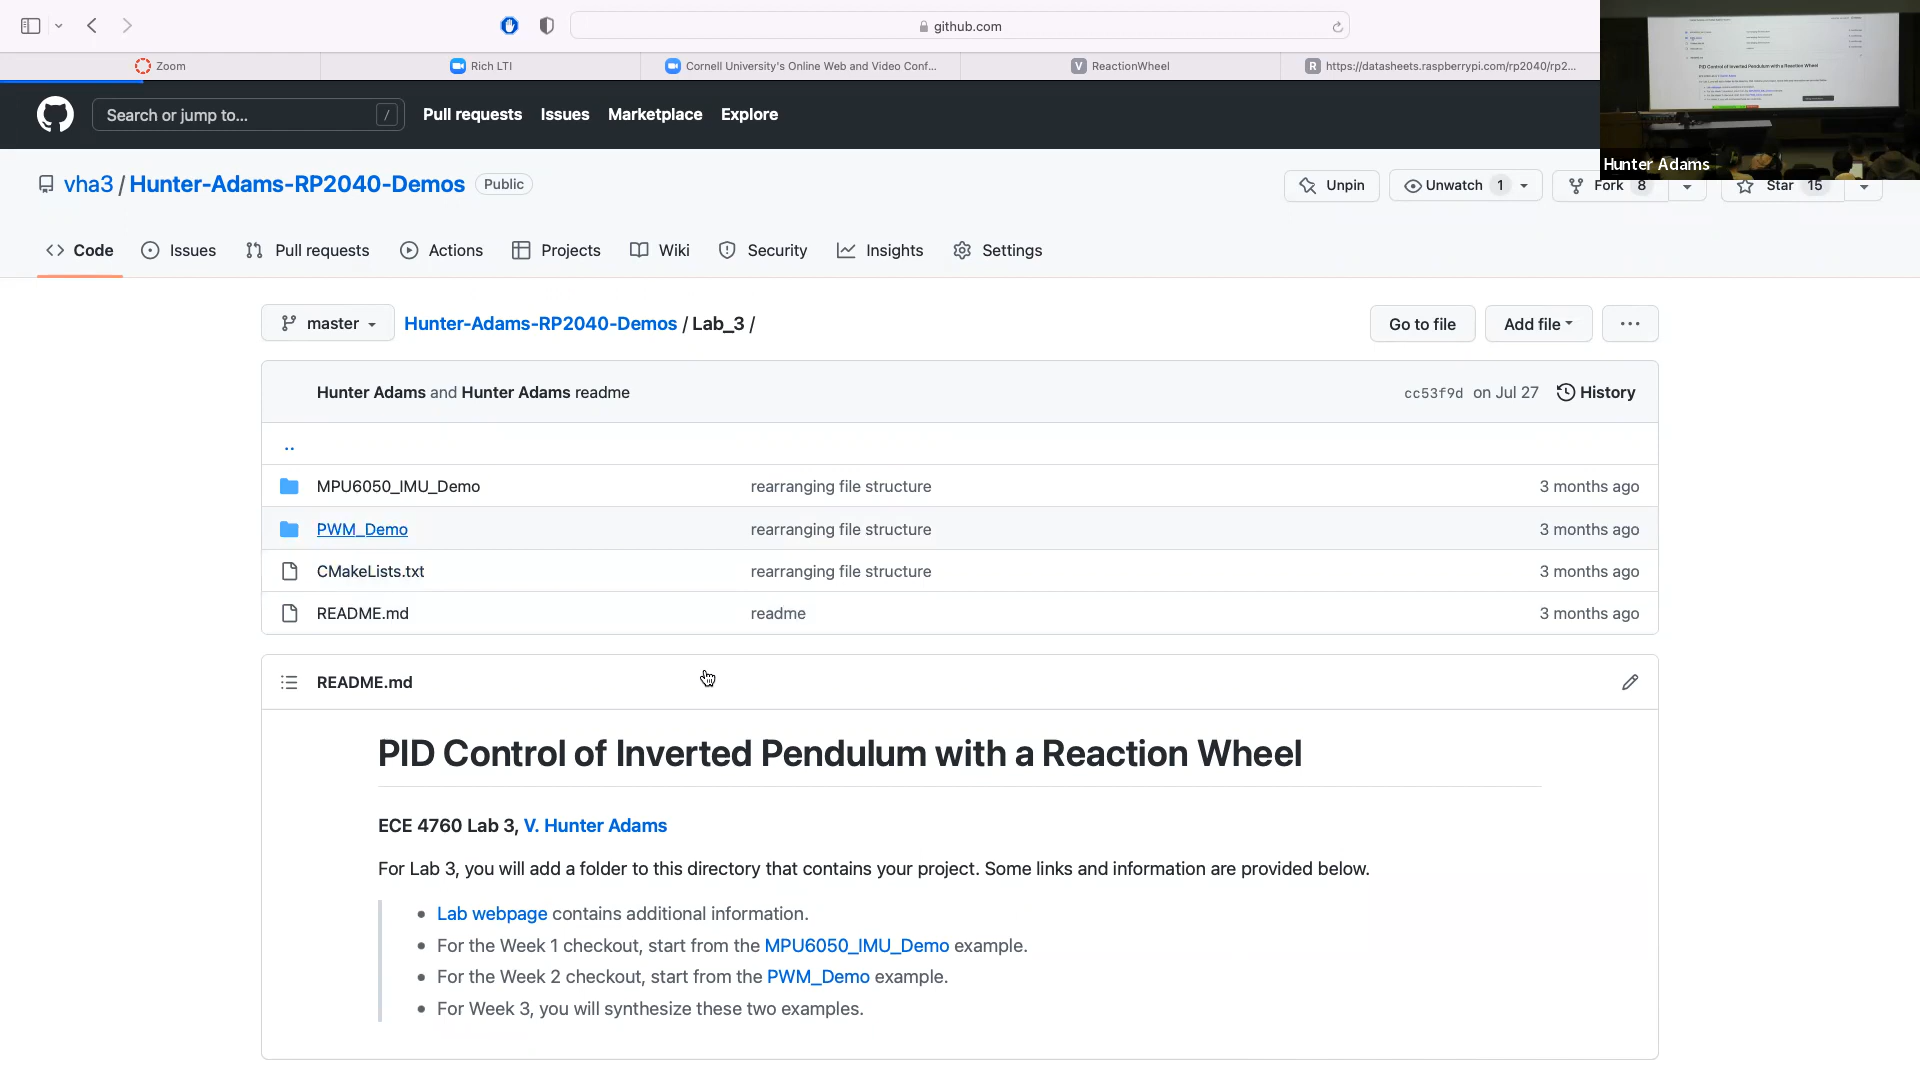 github.com
Zoom
Rich LTI
Cornell University's Online Web and Video Conf...
ReactionWheel
https://datasheets.raspberrypi.com/rp2040/rp2...
Search or jump to... /
Pull requests Issues Marketplace Explore
Hunter Adams
vha3 / Hunter-Adams-RP2040-Demos Public
Unpin
Unwatch 1
Fork 8
Star 15
Code
Issues
Pull requests
Actions
Projects
Wiki
Security
Insights
Settings
master
Hunter-Adams-RP2040-Demos / Lab_3 /
Go to file
Add file
...
Hunter Adams and Hunter Adams readme
cc53f9d on Jul 27 History
..
MPU6050_IMU_Demo rearranging file structure 3 months ago
PWM_Demo rearranging file structure 3 months ago
CMakeLists.txt rearranging file structure 3 months ago
README.md readme 3 months ago
README.md
PID Control of Inverted Pendulum with a Reaction Wheel
ECE 4760 Lab 3, V. Hunter Adams
For Lab 3, you will add a folder to this directory that contains your project. Some links and information are provided below.
Lab webpage contains additional information.
For the Week 1 checkout, start from the MPU6050_IMU_Demo example.
For the Week 2 checkout, start from the PWM_Demo example.
For Week 3, you will synthesize these two examples.